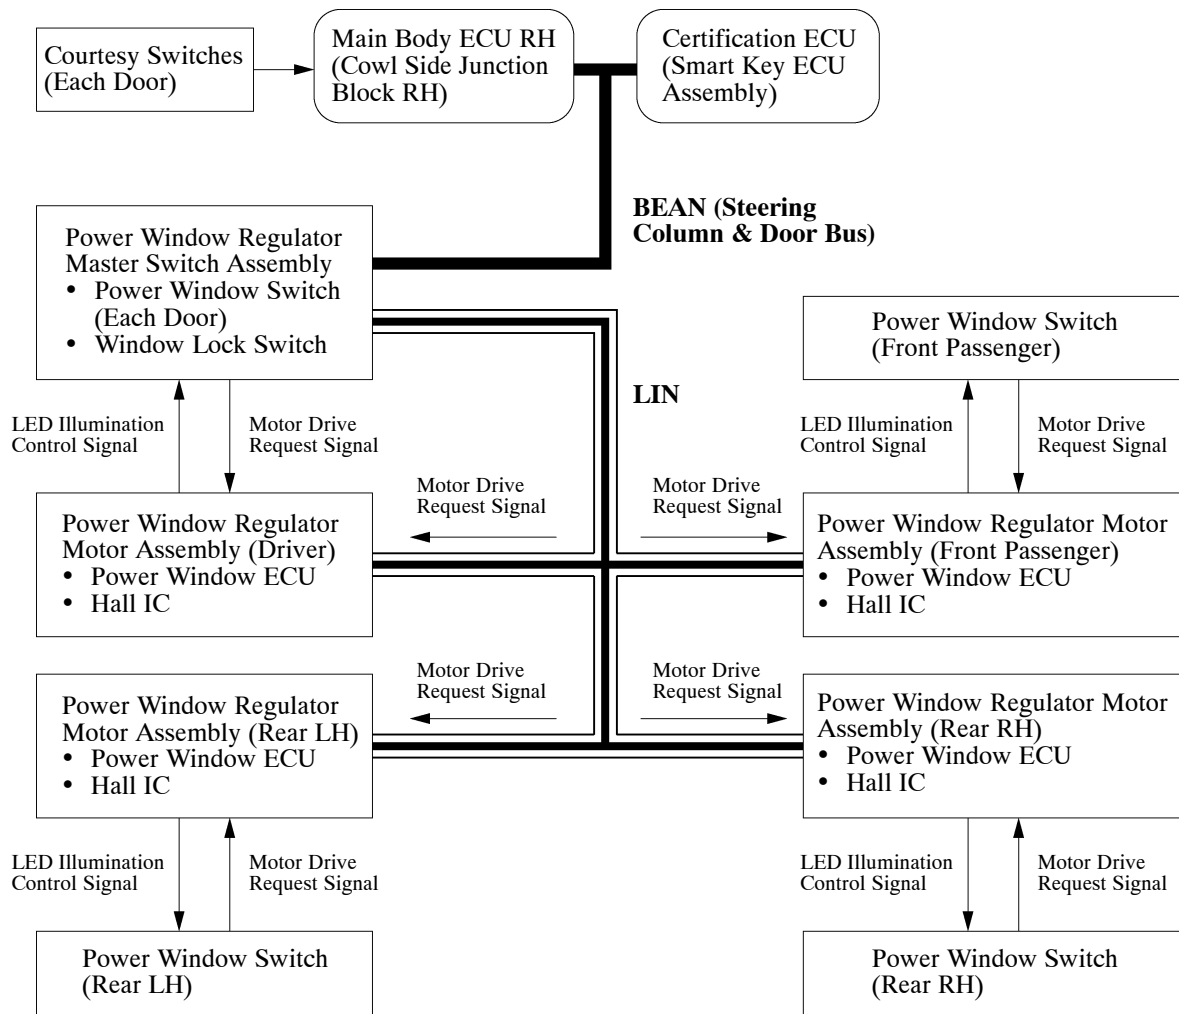 Courtesy Switches
(Each Door)
Main Body ECU RH
(Cowl Side Junction
Block RH)
Certification ECU
(Smart Key ECU
Assembly)
BEAN (Steering
Column & Door Bus)
Power Window Regulator
Master Switch Assembly
• Power Window Switch
(Each Door)
• Window Lock Switch
Power Window Switch
(Front Passenger)
LIN
LED Illumination
Control Signal
Motor Drive
Request Signal
LED Illumination
Control Signal
Motor Drive
Request Signal
Motor Drive
Request Signal
Motor Drive
Request Signal
Power Window Regulator
Motor Assembly (Driver)
• Power Window ECU
• Hall IC
Power Window Regulator Motor
Assembly (Front Passenger)
• Power Window ECU
• Hall IC
Motor Drive
Request Signal
Motor Drive
Request Signal
Power Window Regulator
Motor Assembly (Rear LH)
• Power Window ECU
• Hall IC
Power Window Regulator Motor
Assembly (Rear RH)
• Power Window ECU
• Hall IC
LED Illumination
Control Signal
Motor Drive
Request Signal
LED Illumination
Control Signal
Motor Drive
Request Signal
Power Window Switch
(Rear LH)
Power Window Switch
(Rear RH)